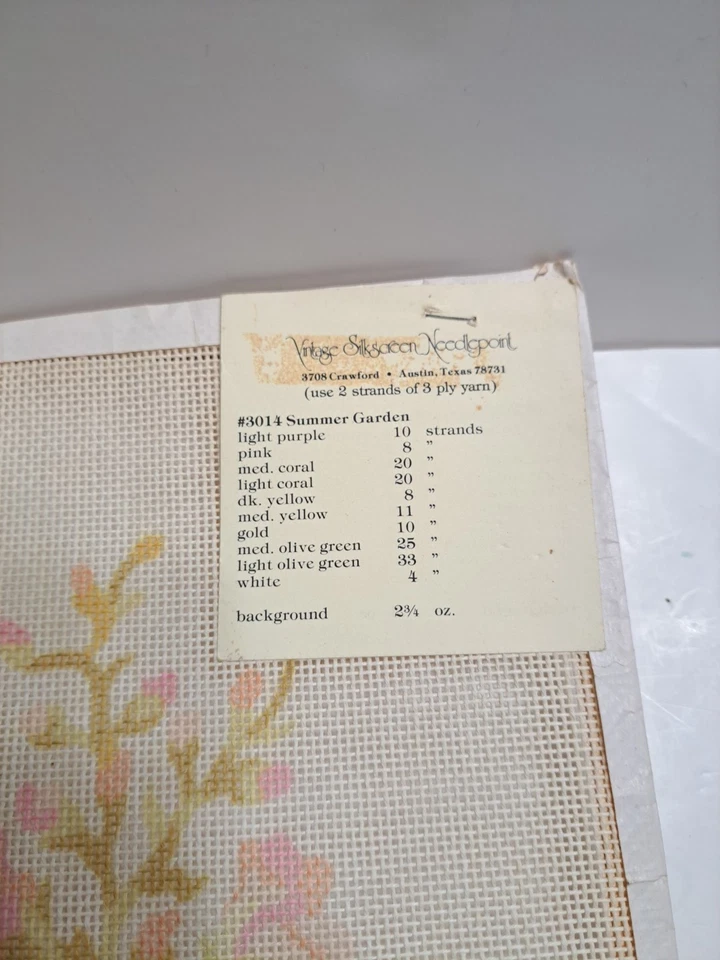 Vintage Silkscreen Needlepoint
3708 Crawford • Austin, Texas 78731
(use 2 strands of 3 ply yarn)
#3014 Summer Garden
light purple 10 strands
pink 8 "
med. coral 20 "
light coral 20 "
dk. yellow 8 "
med. yellow 11 "
gold 10 "
med. olive green 25 "
light olive green 33 "
white 4 "
background 2¾ oz.